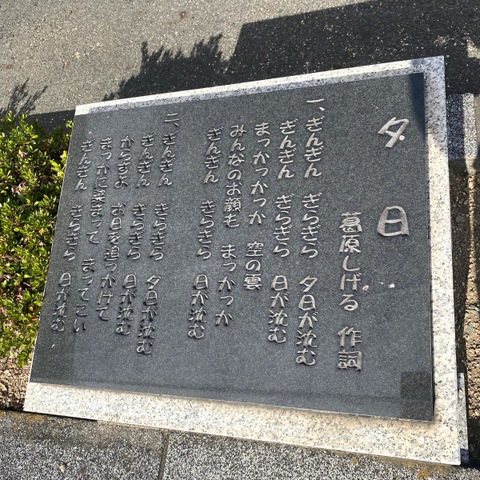 夕日
葛原しげる 作詞
一、ぎんぎん ぎらぎら 夕日が沈む
ぎんぎん ぎらぎら 日が沈む
まっかっかっか 空の雲
みんなのお顔も まっかっか
ぎんぎん ぎらぎら 日が沈む
二、ぎんぎん ぎらぎら 夕日が沈む
ぎんぎん ぎらぎら 日が沈む
からすよ お日を追っかけて
まっかに染まって まってこい
ぎんぎん ぎらぎら 日が沈む